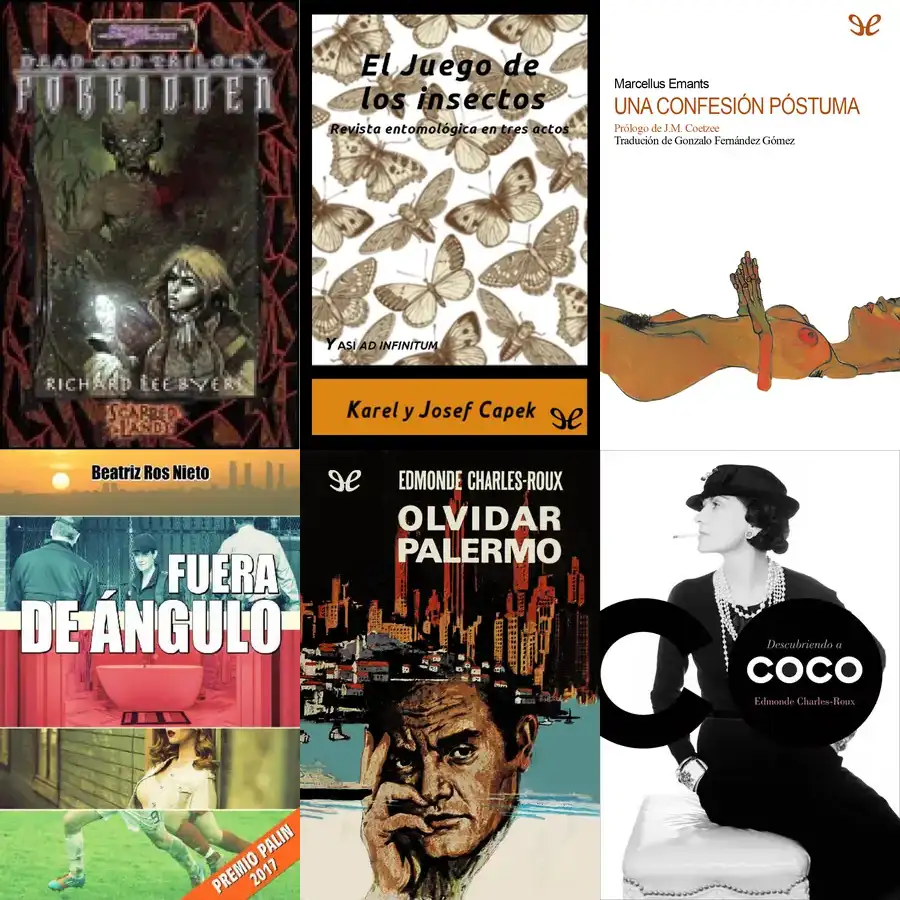 DEAD GOD TRILOGY
FORBIDDEN
RICHARD LEE BYERS
SCARRED
LANDS
El Juego de
los insectos
Revista entomológica en tres actos
Y ASÍ AD INFINITUM
Karel y Josef Capek
Marcellus Emants
UNA CONFESIÓN PÓSTUMA
Prólogo de J.M. Coetzee
Tradución de Gonzalo Fernández Gómez
Beatriz Ros Nieto
FUERA
DE ÁNGULO
PREMIO PALIN
2017
EDMONDE CHARLES-ROUX
OLVIDAR
PALERMO
CO
Descubriendo a
COCO
Edmonde Charles-Roux